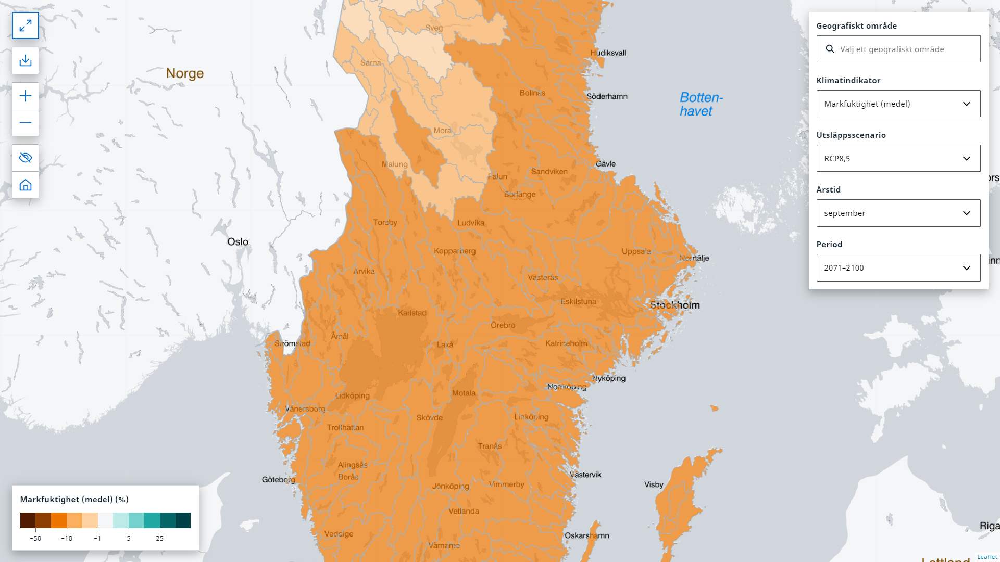 Geografiskt område
Välj ett geografiskt område
Klimatindikator
Markfuktighet (medel)
Utsläppsscenario
RCP8,5
Årstid
september
Period
2071–2100
Sveg
Hudiksvall
Särna
Norge
Bollnäs
Söderhamn
Botten-
havet
Mora
Malung
Gävle
Sandviken
Falun
Borlänge
Torsby
Ludvika
Oslo
Kopparberg
Uppsala
Norrtälje
Arvika
Västerås
Eskilstuna
Stockholm
Karlstad
Örebro
Åmål
Strömstad
Laxå
Katrineholm
Nyköping
Norrköping
Motala
Lidköping
Vänersborg
Skövde
Linköping
Trollhättan
Tranås
Alingsås
Borås
Göteborg
Västervik
Jönköping
Vimmerby
Visby
Vetlanda
Riga
Veddige
Oskarshamn
Värnamo
Lettland
Markfuktighet (medel) (%)
−50 −10 −1 5 25
Leaflet